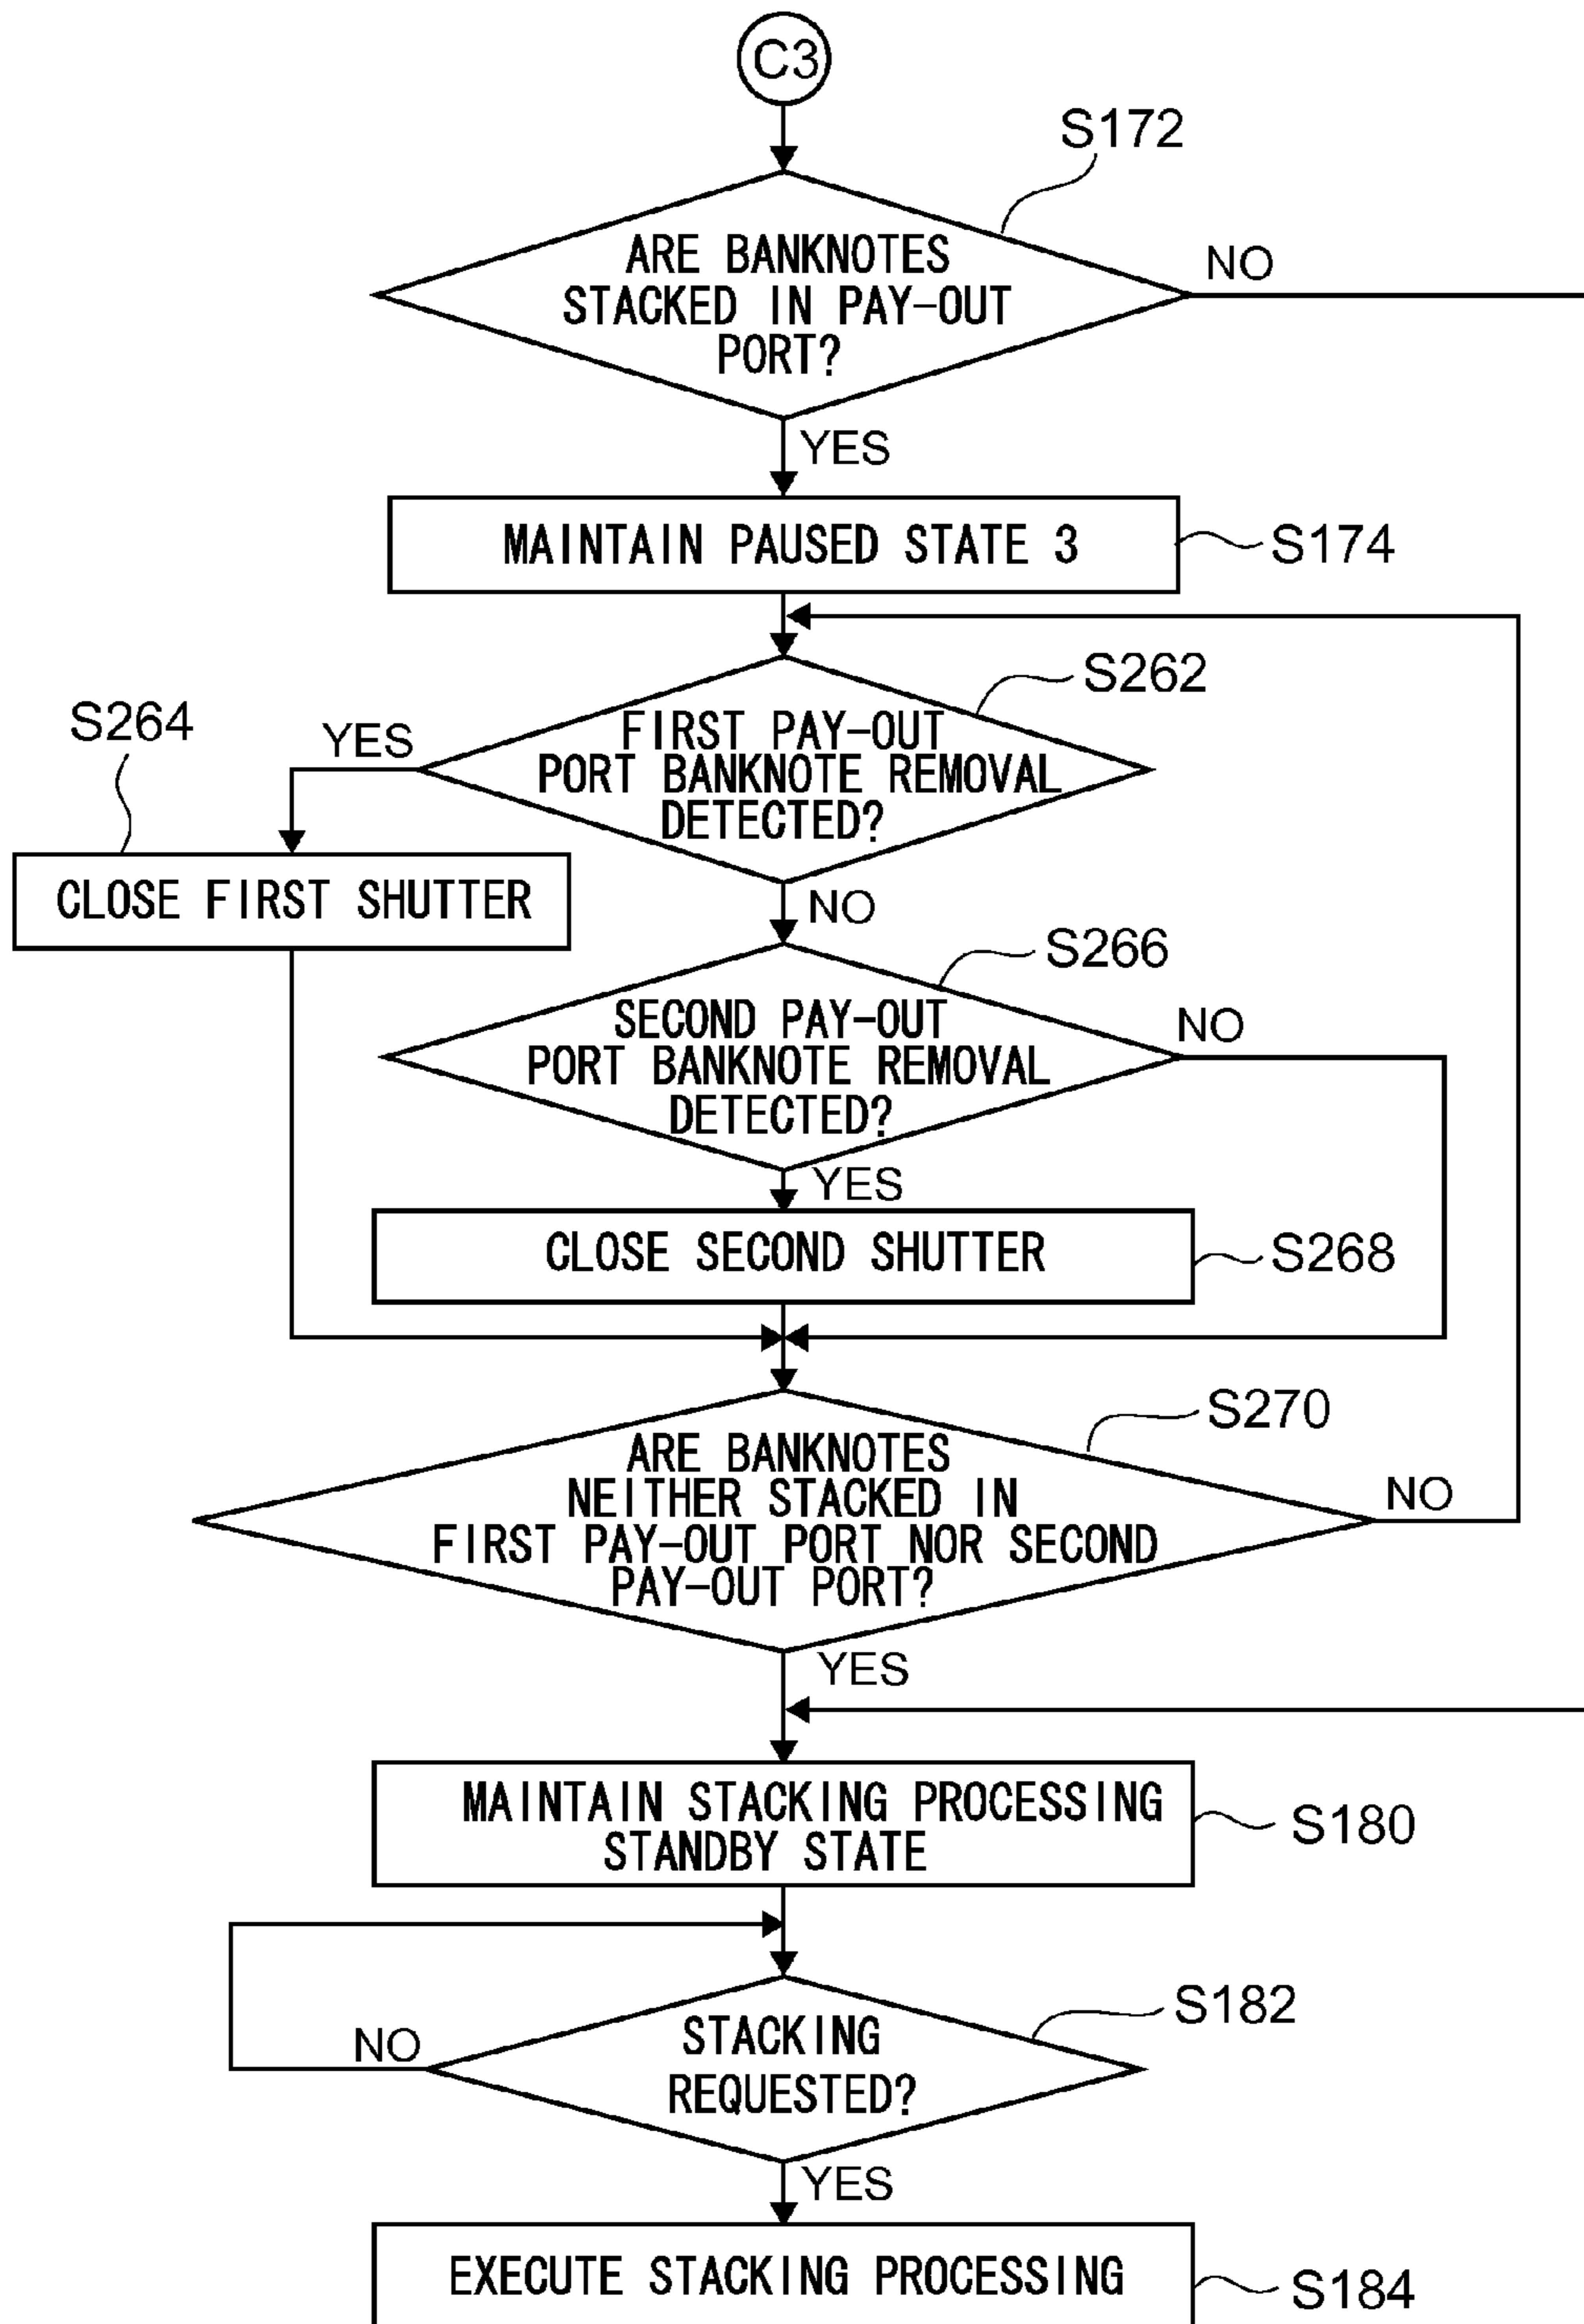 C3
S172
ARE BANKNOTES
STACKED IN PAY-OUT
PORT?
NO
YES
MAINTAIN PAUSED STATE 3
S174
S262
S264
YES
FIRST PAY-OUT
PORT BANKNOTE REMOVAL
DETECTED?
CLOSE FIRST SHUTTER
NO
S266
SECOND PAY-OUT
PORT BANKNOTE REMOVAL
DETECTED?
NO
YES
CLOSE SECOND SHUTTER
S268
S270
ARE BANKNOTES
NEITHER STACKED IN
FIRST PAY-OUT PORT NOR SECOND
PAY-OUT PORT?
NO
YES
MAINTAIN STACKING PROCESSING
STANDBY STATE
S180
S182
STACKING
REQUESTED?
NO
YES
EXECUTE STACKING PROCESSING
S184